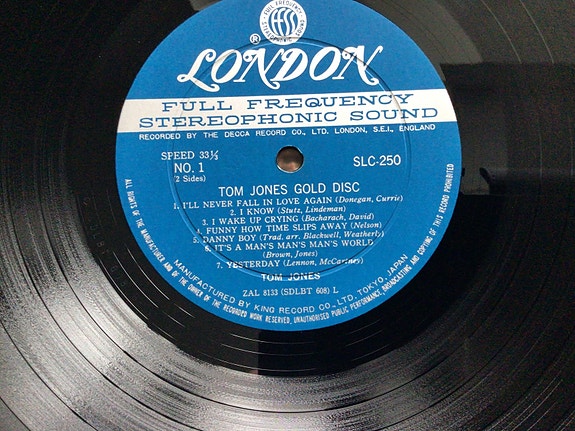 FULL FREQUENCY RANGE
STEREOPHONIC
FFSS
®
LONDON
FULL FREQUENCY
STEREOPHONIC SOUND
RECORDED BY THE DECCA RECORD CO., LTD. LONDON, S.E.I., ENGLAND
SPEED 33⅓
NO. 1
(2 Sides)
SLC-250
TOM JONES GOLD DISC
1. I'LL NEVER FALL IN LOVE AGAIN (Donegan, Currie)
2. I KNOW (Stutz, Lindeman)
3. I WAKE UP CRYING (Bacharach, David)
4. FUNNY HOW TIME SLIPS AWAY (Nelson)
5. DANNY BOY (Trad. arr. Blackwell, Weatherly)
6. IT'S A MAN'S MAN'S MAN'S WORLD
(Brown, Jones)
7. YESTERDAY (Lennon, McCartney)
TOM JONES
ZAL 8133 (SDLBT 608) L
MANUFACTURED BY KING RECORD CO., LTD., TOKYO, JAPAN
ALL RIGHTS OF THE MANUFACTURER AND OF THE OWNER OF THE RECORDED WORK RESERVED, UNAUTHORISED PUBLIC PERFORMANCE, BROADCASTING AND COPYING OF THIS RECORD PROHIBITED